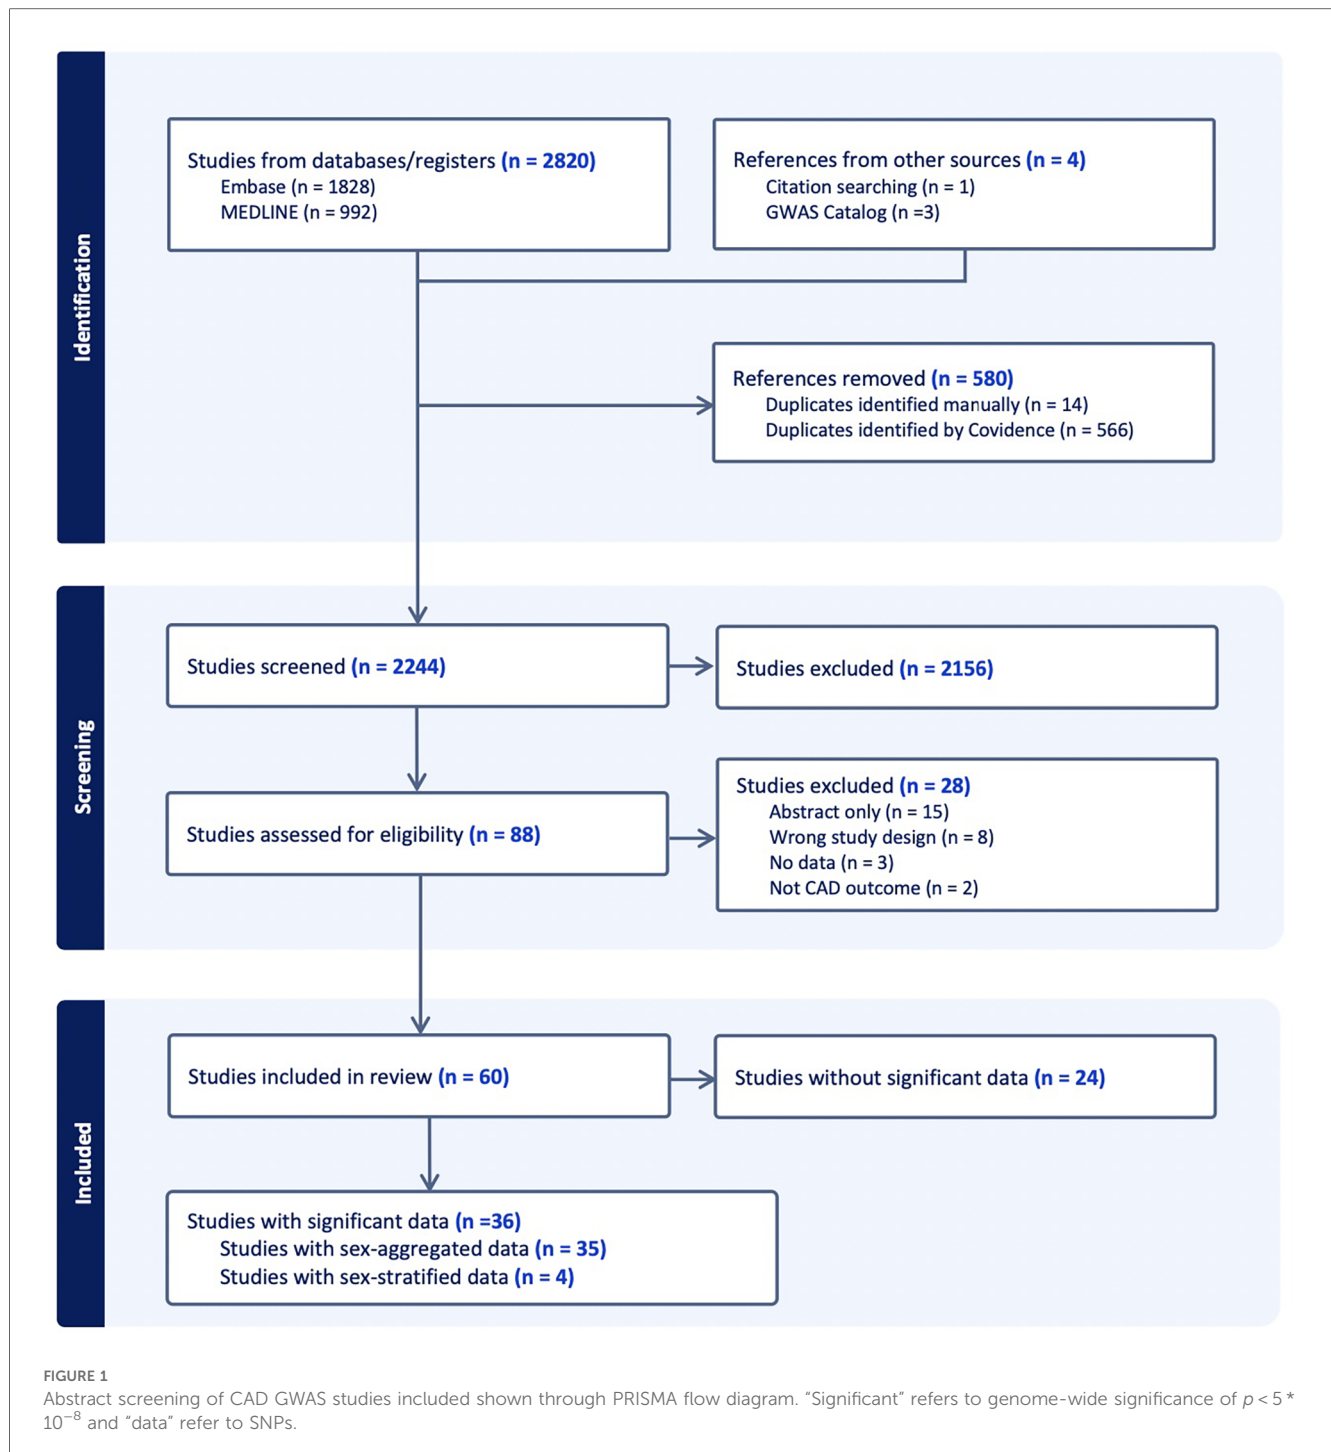 Identification
Studies from databases/registers (n = 2820)
Embase (n = 1828)
MEDLINE (n = 992)
References from other sources (n = 4)
Citation searching (n = 1)
GWAS Catalog (n =3)
References removed (n = 580)
Duplicates identified manually (n = 14)
Duplicates identified by Covidence (n = 566)
Screening
Studies screened (n = 2244)
Studies excluded (n = 2156)
Studies assessed for eligibility (n = 88)
Studies excluded (n = 28)
Abstract only (n = 15)
Wrong study design (n = 8)
No data (n = 3)
Not CAD outcome (n = 2)
Included
Studies included in review (n = 60)
Studies without significant data (n = 24)
Studies with significant data (n =36)
Studies with sex-aggregated data (n = 35)
Studies with sex-stratified data (n = 4)
FIGURE 1
Abstract screening of CAD GWAS studies included shown through PRISMA flow diagram. “Significant” refers to genome-wide significance of p < 5 *
10⁻⁸ and “data” refer to SNPs.